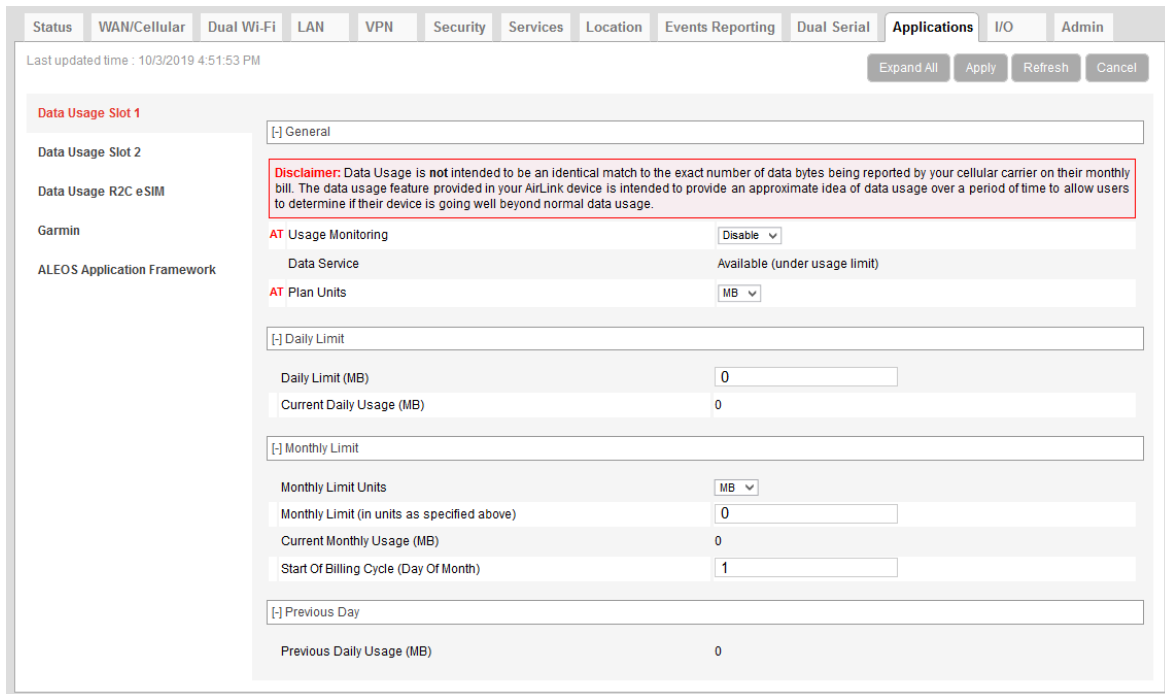 Status WAN/Cellular Dual Wi-Fi LAN VPN Security Services Location Events Reporting Dual Serial Applications I/O Admin
Last updated time : 10/3/2019 4:51:53 PM
Expand All Apply Refresh Cancel
Data Usage Slot 1
Data Usage Slot 2
Data Usage R2C eSIM
Garmin
ALEOS Application Framework
[-] General
Disclaimer: Data Usage is not intended to be an identical match to the exact number of data bytes being reported by your cellular carrier on their monthly
bill. The data usage feature provided in your AirLink device is intended to provide an approximate idea of data usage over a period of time to allow users
to determine if their device is going well beyond normal data usage.
AT Usage Monitoring Disable
Data Service Available (under usage limit)
AT Plan Units MB
[-] Daily Limit
Daily Limit (MB) 0
Current Daily Usage (MB) 0
[-] Monthly Limit
Monthly Limit Units MB
Monthly Limit (in units as specified above) 0
Current Monthly Usage (MB) 0
Start Of Billing Cycle (Day Of Month) 1
[-] Previous Day
Previous Daily Usage (MB) 0